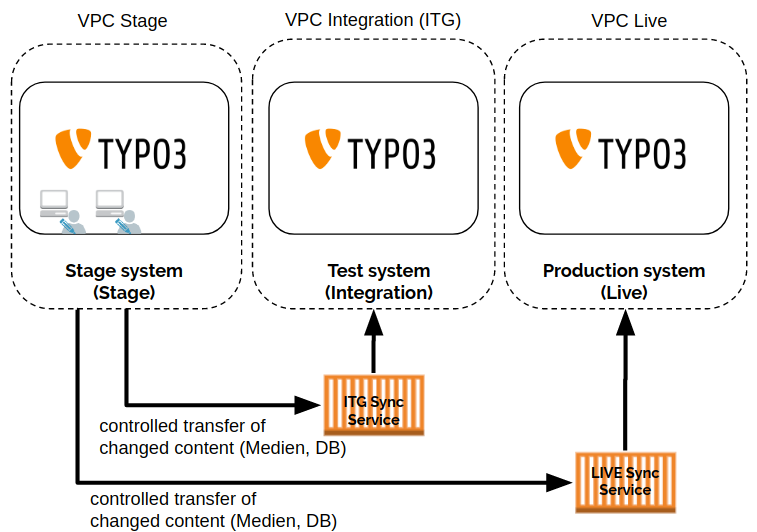 VPC Stage
VPC Integration (ITG)
VPC Live
TYPO3
TYPO3
TYPO3
Stage system
(Stage)
Test system
(Integration)
Production system
(Live)
ITG Sync
Service
controlled transfer of
changed content (Medien, DB)
LIVE Sync
Service
controlled transfer of
changed content (Medien, DB)